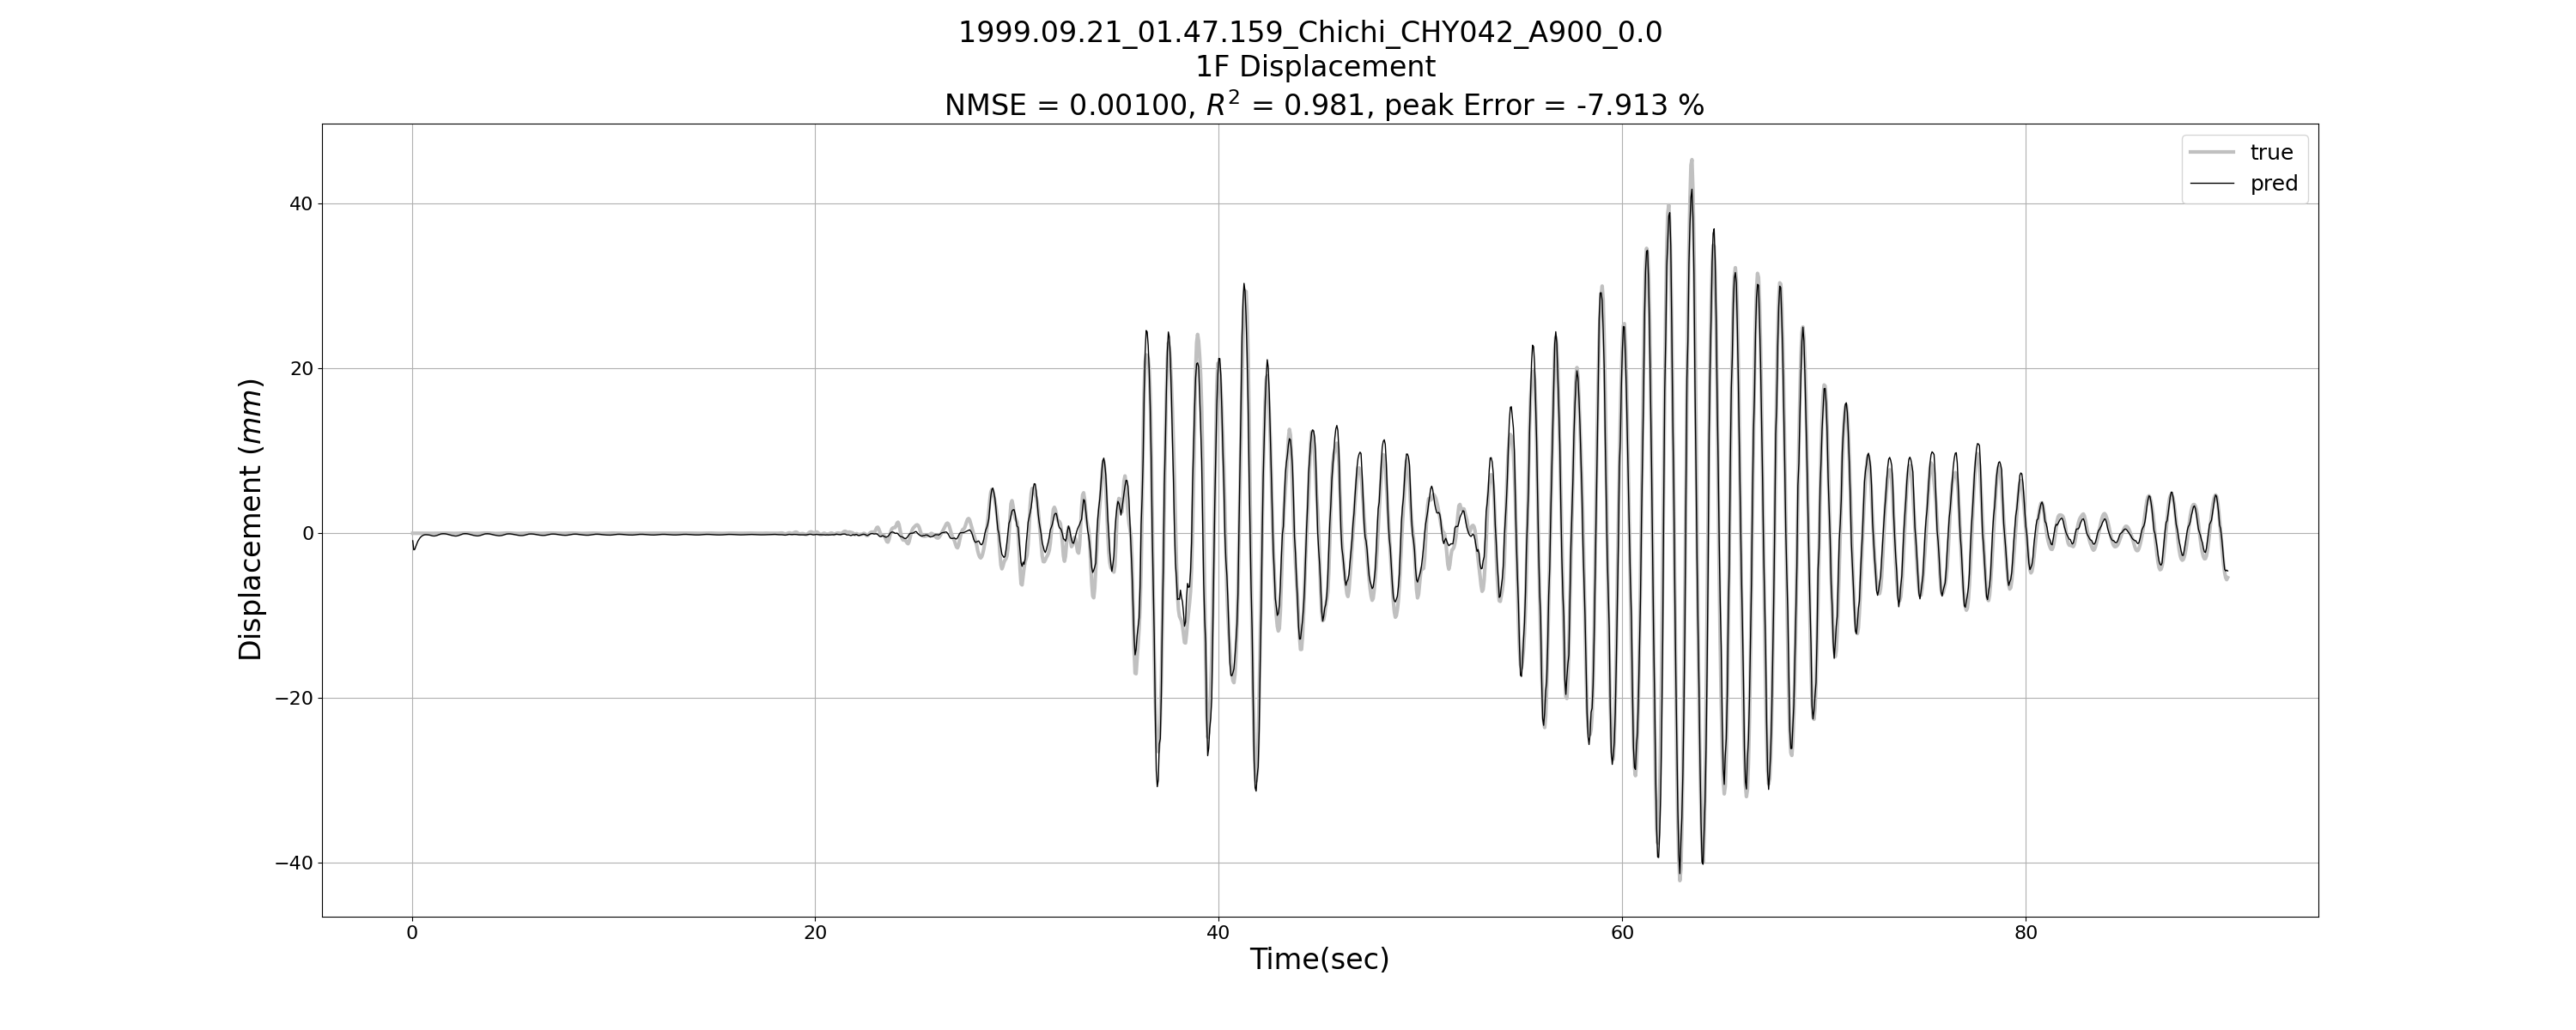 1999.09.21_01.47.159_Chichi_CHY042_A900_0.0
1F Displacement
NMSE = 0.00100, R² = 0.981, peak Error = -7.913 %
true
pred
Displacement (mm)
40
20
0
−20
−40
0 20 40 60 80
Time(sec)